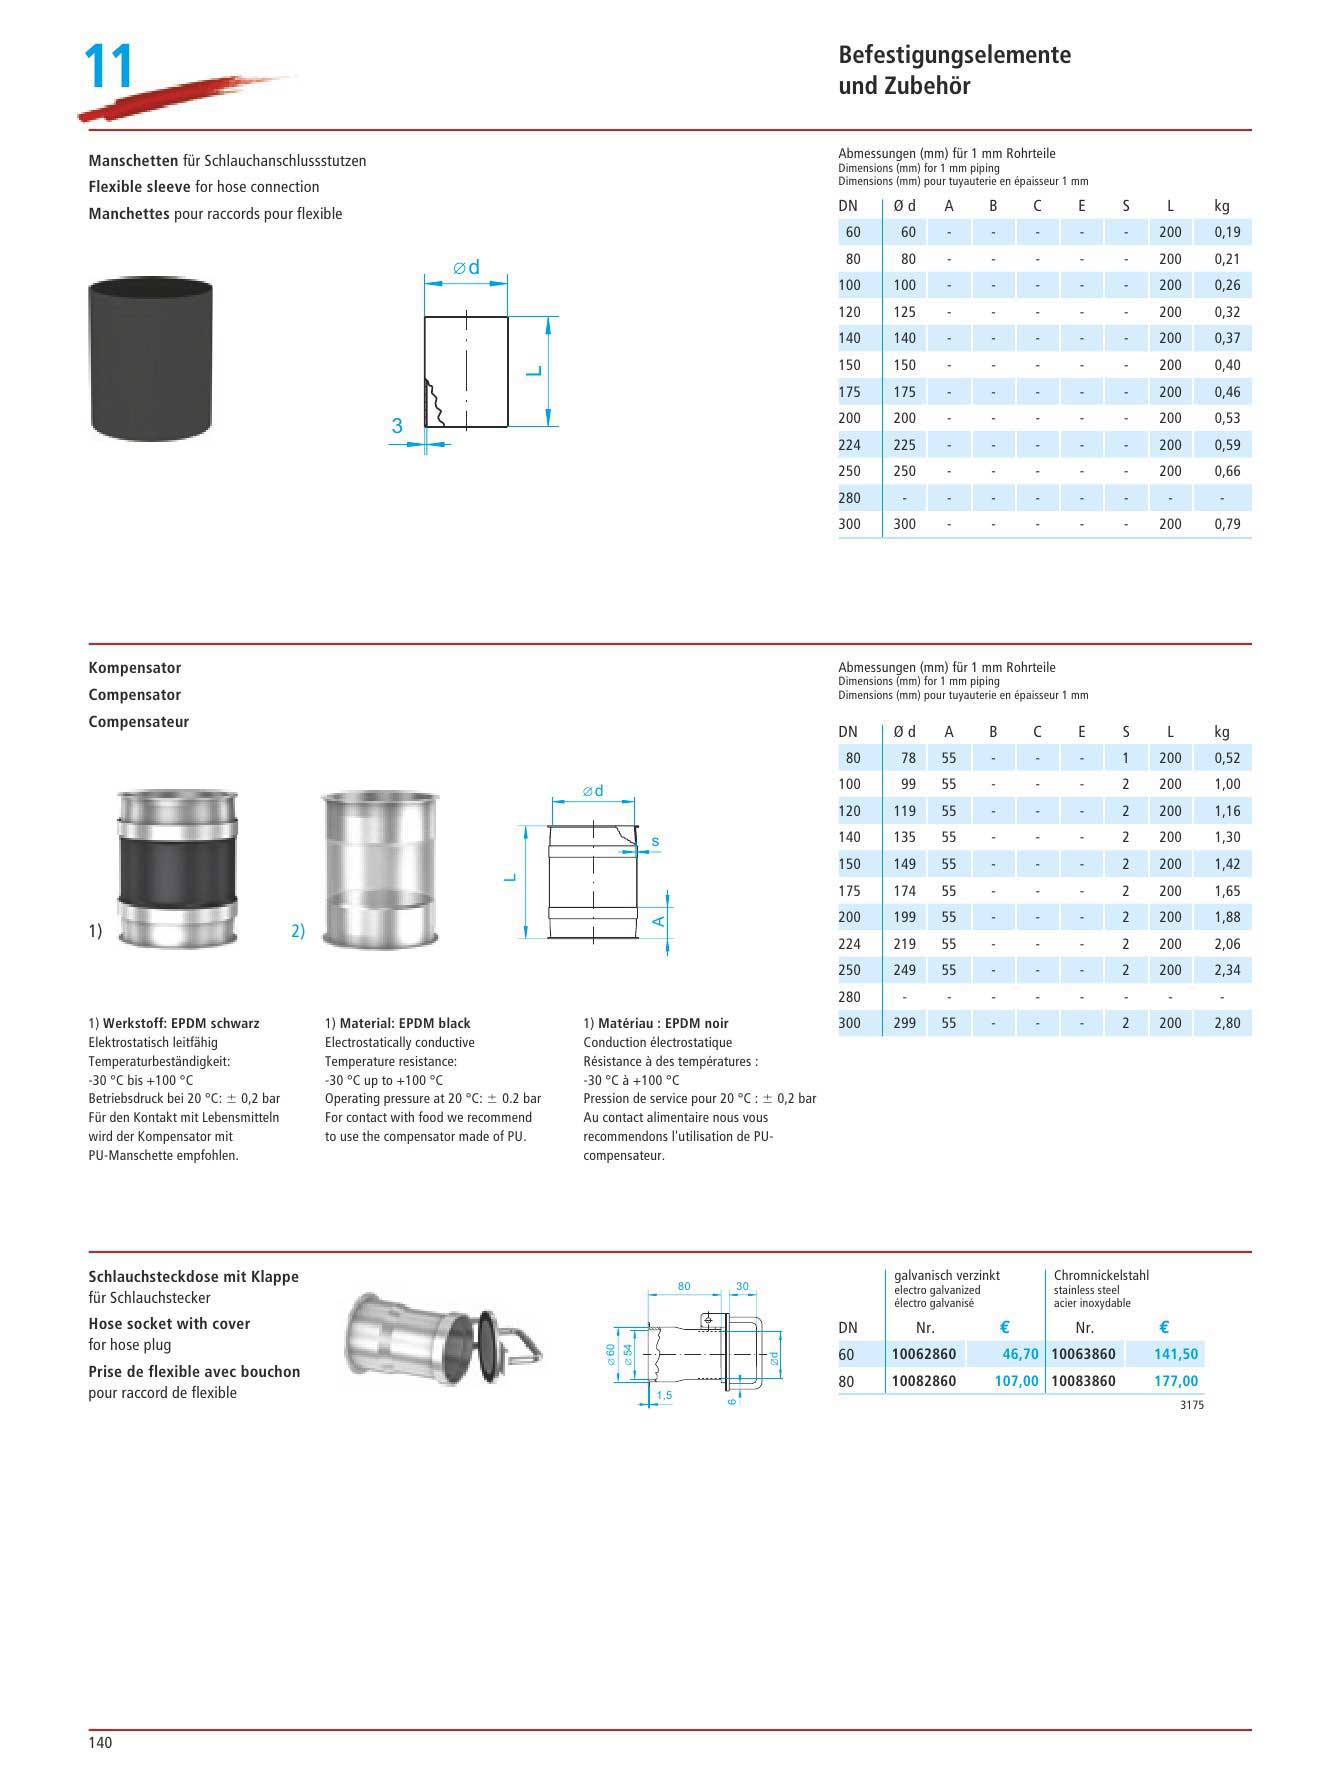 11
Befestigungselemente
und Zubehör
Manschetten für Schlauchanschlussstutzen
Flexible sleeve for hose connection
Manchettes pour raccords pour flexible
∅d
L
3
Abmessungen (mm) für 1 mm Rohrteile
Dimensions (mm) for 1 mm piping
Dimensions (mm) pour tuyauterie en épaisseur 1 mm
DN Ø d A B C E S L kg
60 60 - - - - - 200 0,19
80 80 - - - - - 200 0,21
100 100 - - - - - 200 0,26
120 125 - - - - - 200 0,32
140 140 - - - - - 200 0,37
150 150 - - - - - 200 0,40
175 175 - - - - - 200 0,46
200 200 - - - - - 200 0,53
224 225 - - - - - 200 0,59
250 250 - - - - - 200 0,66
280 - - - - - - - -
300 300 - - - - - 200 0,79
Kompensator
Compensator
Compensateur
1)
2)
∅d
s
L
A
Abmessungen (mm) für 1 mm Rohrteile
Dimensions (mm) for 1 mm piping
Dimensions (mm) pour tuyauterie en épaisseur 1 mm
DN Ø d A B C E S L kg
80 78 55 - - - 1 200 0,52
100 99 55 - - - 2 200 1,00
120 119 55 - - - 2 200 1,16
140 135 55 - - - 2 200 1,30
150 149 55 - - - 2 200 1,42
175 174 55 - - - 2 200 1,65
200 199 55 - - - 2 200 1,88
224 219 55 - - - 2 200 2,06
250 249 55 - - - 2 200 2,34
280 - - - - - - - -
300 299 55 - - - 2 200 2,80
1) Werkstoff: EPDM schwarz
Elektrostatisch leitfähig
Temperaturbeständigkeit:
-30 °C bis +100 °C
Betriebsdruck bei 20 °C: ± 0,2 bar
Für den Kontakt mit Lebensmitteln
wird der Kompensator mit
PU-Manschette empfohlen.
1) Material: EPDM black
Electrostatically conductive
Temperature resistance:
-30 °C up to +100 °C
Operating pressure at 20 °C: ± 0.2 bar
For contact with food we recommend
to use the compensator made of PU.
1) Matériau : EPDM noir
Conduction électrostatique
Résistance à des températures :
-30 °C à +100 °C
Pression de service pour 20 °C : ± 0,2 bar
Au contact alimentaire nous vous
recommendons l'utilisation de PU-
compensateur.
Schlauchsteckdose mit Klappe
für Schlauchstecker
Hose socket with cover
for hose plug
Prise de flexible avec bouchon
pour raccord de flexible
80 30
∅60
∅54
∅d
1,5
6
galvanisch verzinkt Chromnickelstahl
electro galvanized stainless steel
électro galvanisé acier inoxydable
DN Nr. € Nr. €
60 10062860 46,70 10063860 141,50
80 10082860 107,00 10083860 177,00
3175
140